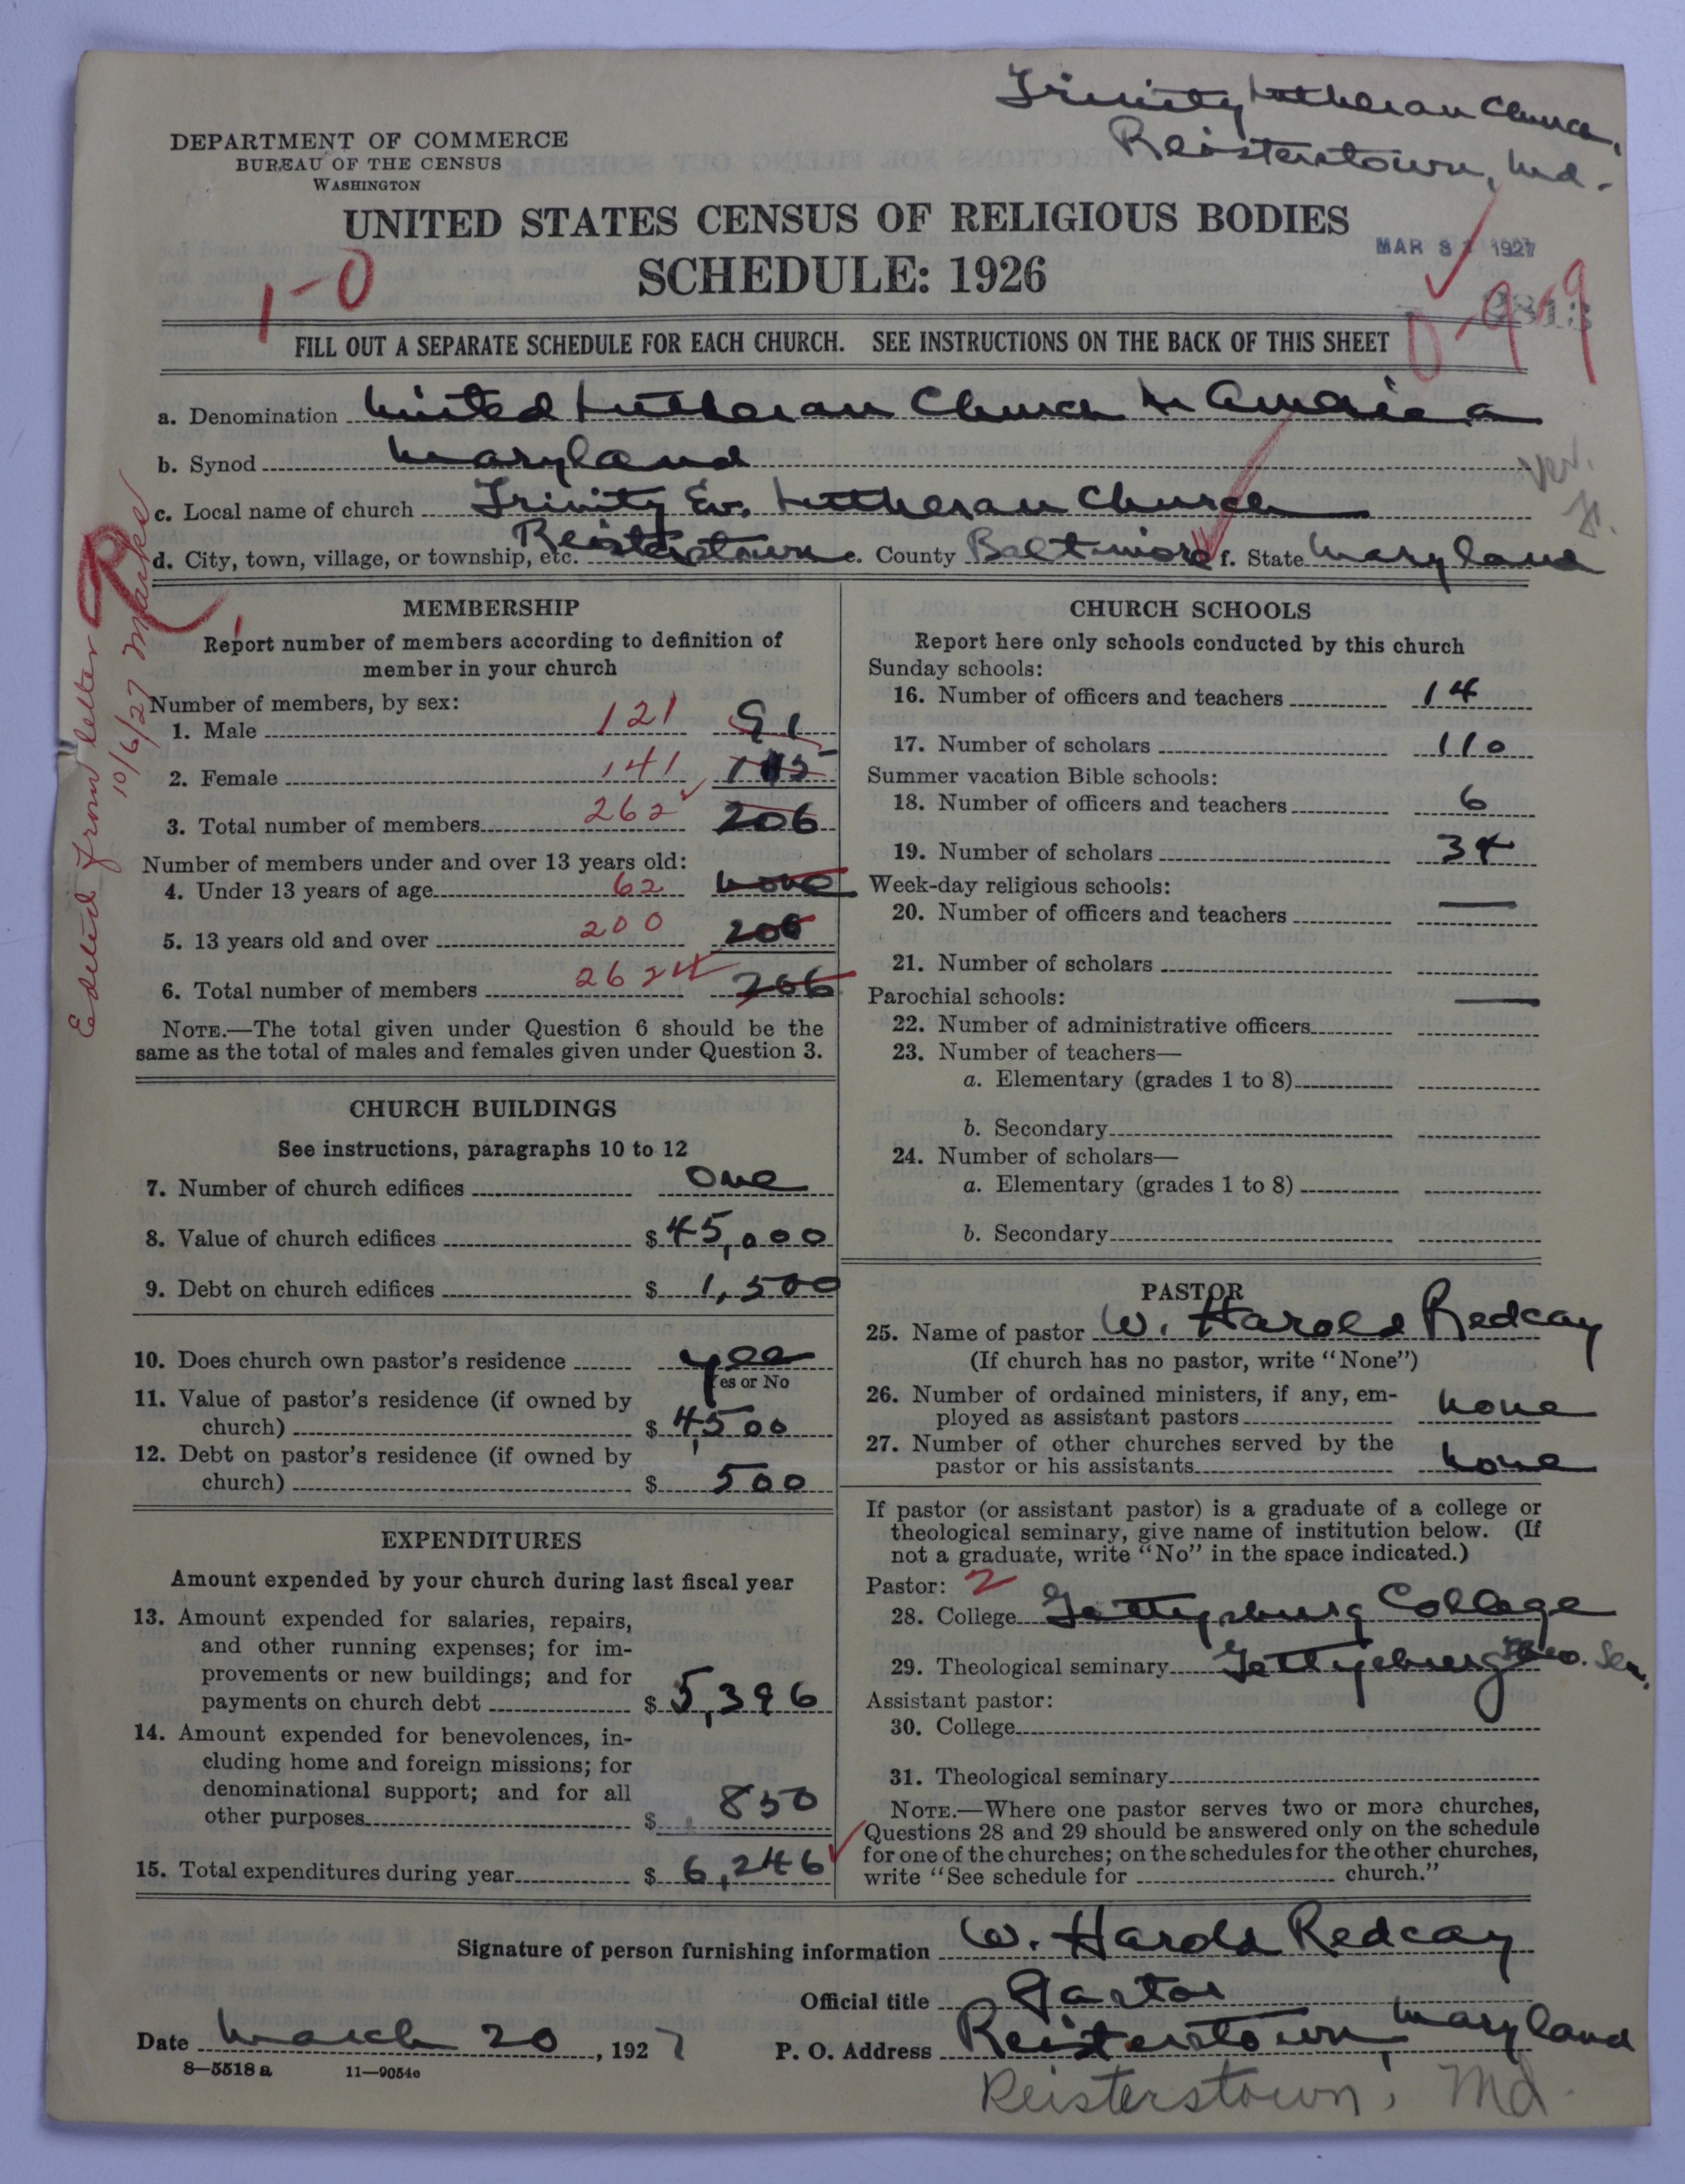 Trinity Lutheran Church,
Reisterstown, Md.
DEPARTMENT OF COMMERCE
BUREAU OF THE CENSUS
WASHINGTON
UNITED STATES CENSUS OF RELIGIOUS BODIES
SCHEDULE: 1926
MAR 31 1927
1-0
0-9-19
FILL OUT A SEPARATE SCHEDULE FOR EACH CHURCH. SEE INSTRUCTIONS ON THE BACK OF THIS SHEET
a. Denomination United Lutheran Church in America
b. Synod Maryland
c. Local name of church Trinity Ev. Lutheran Church
d. City, town, village, or township, etc. Reisterstown e. County Baltimore f. State Maryland
Edited from letter
10/6/27
MEMBERSHIP
Report number of members according to definition of
member in your church
Number of members, by sex:
1. Male 121 91
2. Female 141 115
3. Total number of members 262 206
Number of members under and over 13 years old:
4. Under 13 years of age 62 none
5. 13 years old and over 200 206
6. Total number of members 262 206
NOTE.—The total given under Question 6 should be the
same as the total of males and females given under Question 3.
CHURCH BUILDINGS
See instructions, paragraphs 10 to 12
7. Number of church edifices one
8. Value of church edifices $ 45,000
9. Debt on church edifices $ 1,500
10. Does church own pastor's residence yes
Yes or No
11. Value of pastor's residence (if owned by
church) $ 4,500
12. Debt on pastor's residence (if owned by
church) $ 500
EXPENDITURES
Amount expended by your church during last fiscal year
13. Amount expended for salaries, repairs,
and other running expenses; for im-
provements or new buildings; and for
payments on church debt $ 5,396
14. Amount expended for benevolences, in-
cluding home and foreign missions; for
denominational support; and for all
other purposes $ 850
15. Total expenditures during year $ 6,246
CHURCH SCHOOLS
Report here only schools conducted by this church
Sunday schools:
16. Number of officers and teachers 14
17. Number of scholars 110
Summer vacation Bible schools:
18. Number of officers and teachers 6
19. Number of scholars 34
Week-day religious schools:
20. Number of officers and teachers —
21. Number of scholars
Parochial schools: —
22. Number of administrative officers
23. Number of teachers—
a. Elementary (grades 1 to 8)
b. Secondary
24. Number of scholars—
a. Elementary (grades 1 to 8)
b. Secondary
PASTOR
25. Name of pastor W. Harold Redcay
(If church has no pastor, write "None")
26. Number of ordained ministers, if any, em-
ployed as assistant pastors none
27. Number of other churches served by the
pastor or his assistants none
If pastor (or assistant pastor) is a graduate of a college or
theological seminary, give name of institution below. (If
not a graduate, write "No" in the space indicated.)
Pastor: 2
28. College Gettysburg College
29. Theological seminary Gettysburg Theo. Sem.
Assistant pastor:
30. College
31. Theological seminary
NOTE.—Where one pastor serves two or more churches,
Questions 28 and 29 should be answered only on the schedule
for one of the churches; on the schedules for the other churches,
write "See schedule for church."
Signature of person furnishing information W. Harold Redcay
Official title Pastor
Date March 20, 1927 P. O. Address Reisterstown, Maryland
8—5518 a 11—9054e
Reisterstown, Md.